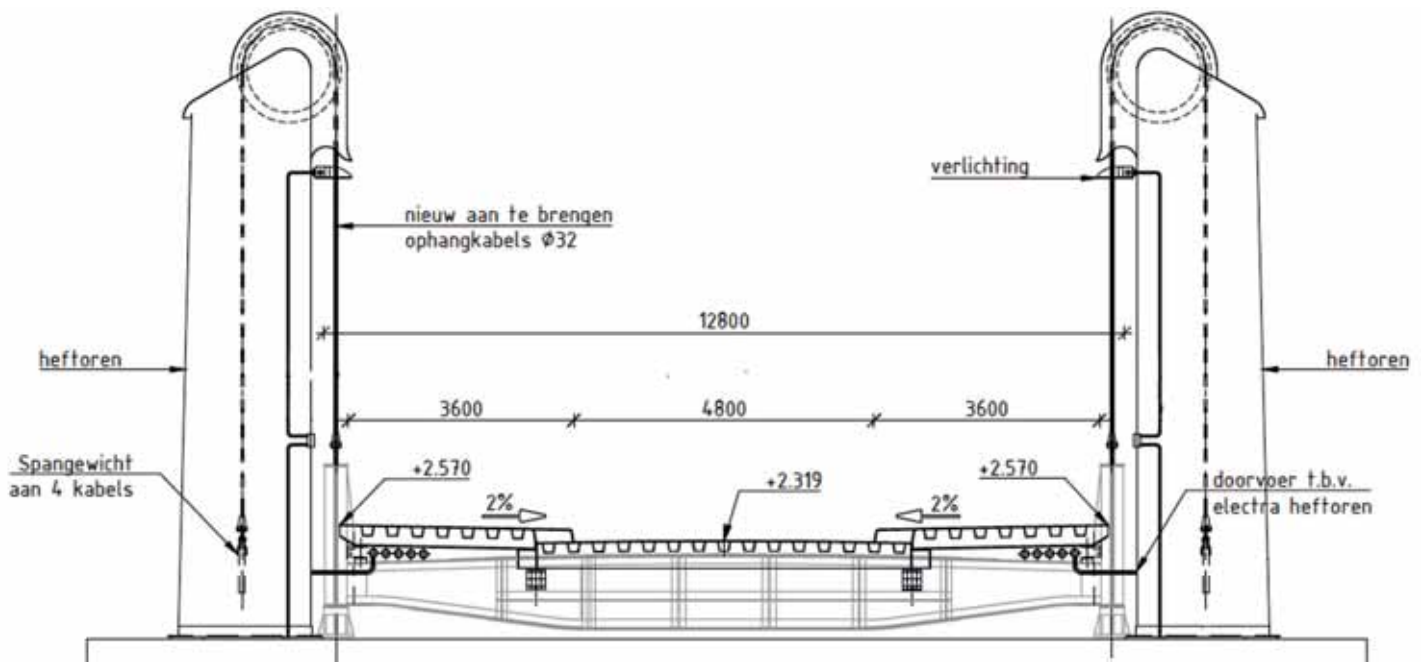 verlichting
nieuw aan te brengen
ophangkabels Ø32
12800
heftoren
heftoren
3600
4800
3600
Spangewicht
aan 4 kabels
+2.570
+2.319
+2.570
doorvoer t.b.v.
electra heftoren
2%
2%